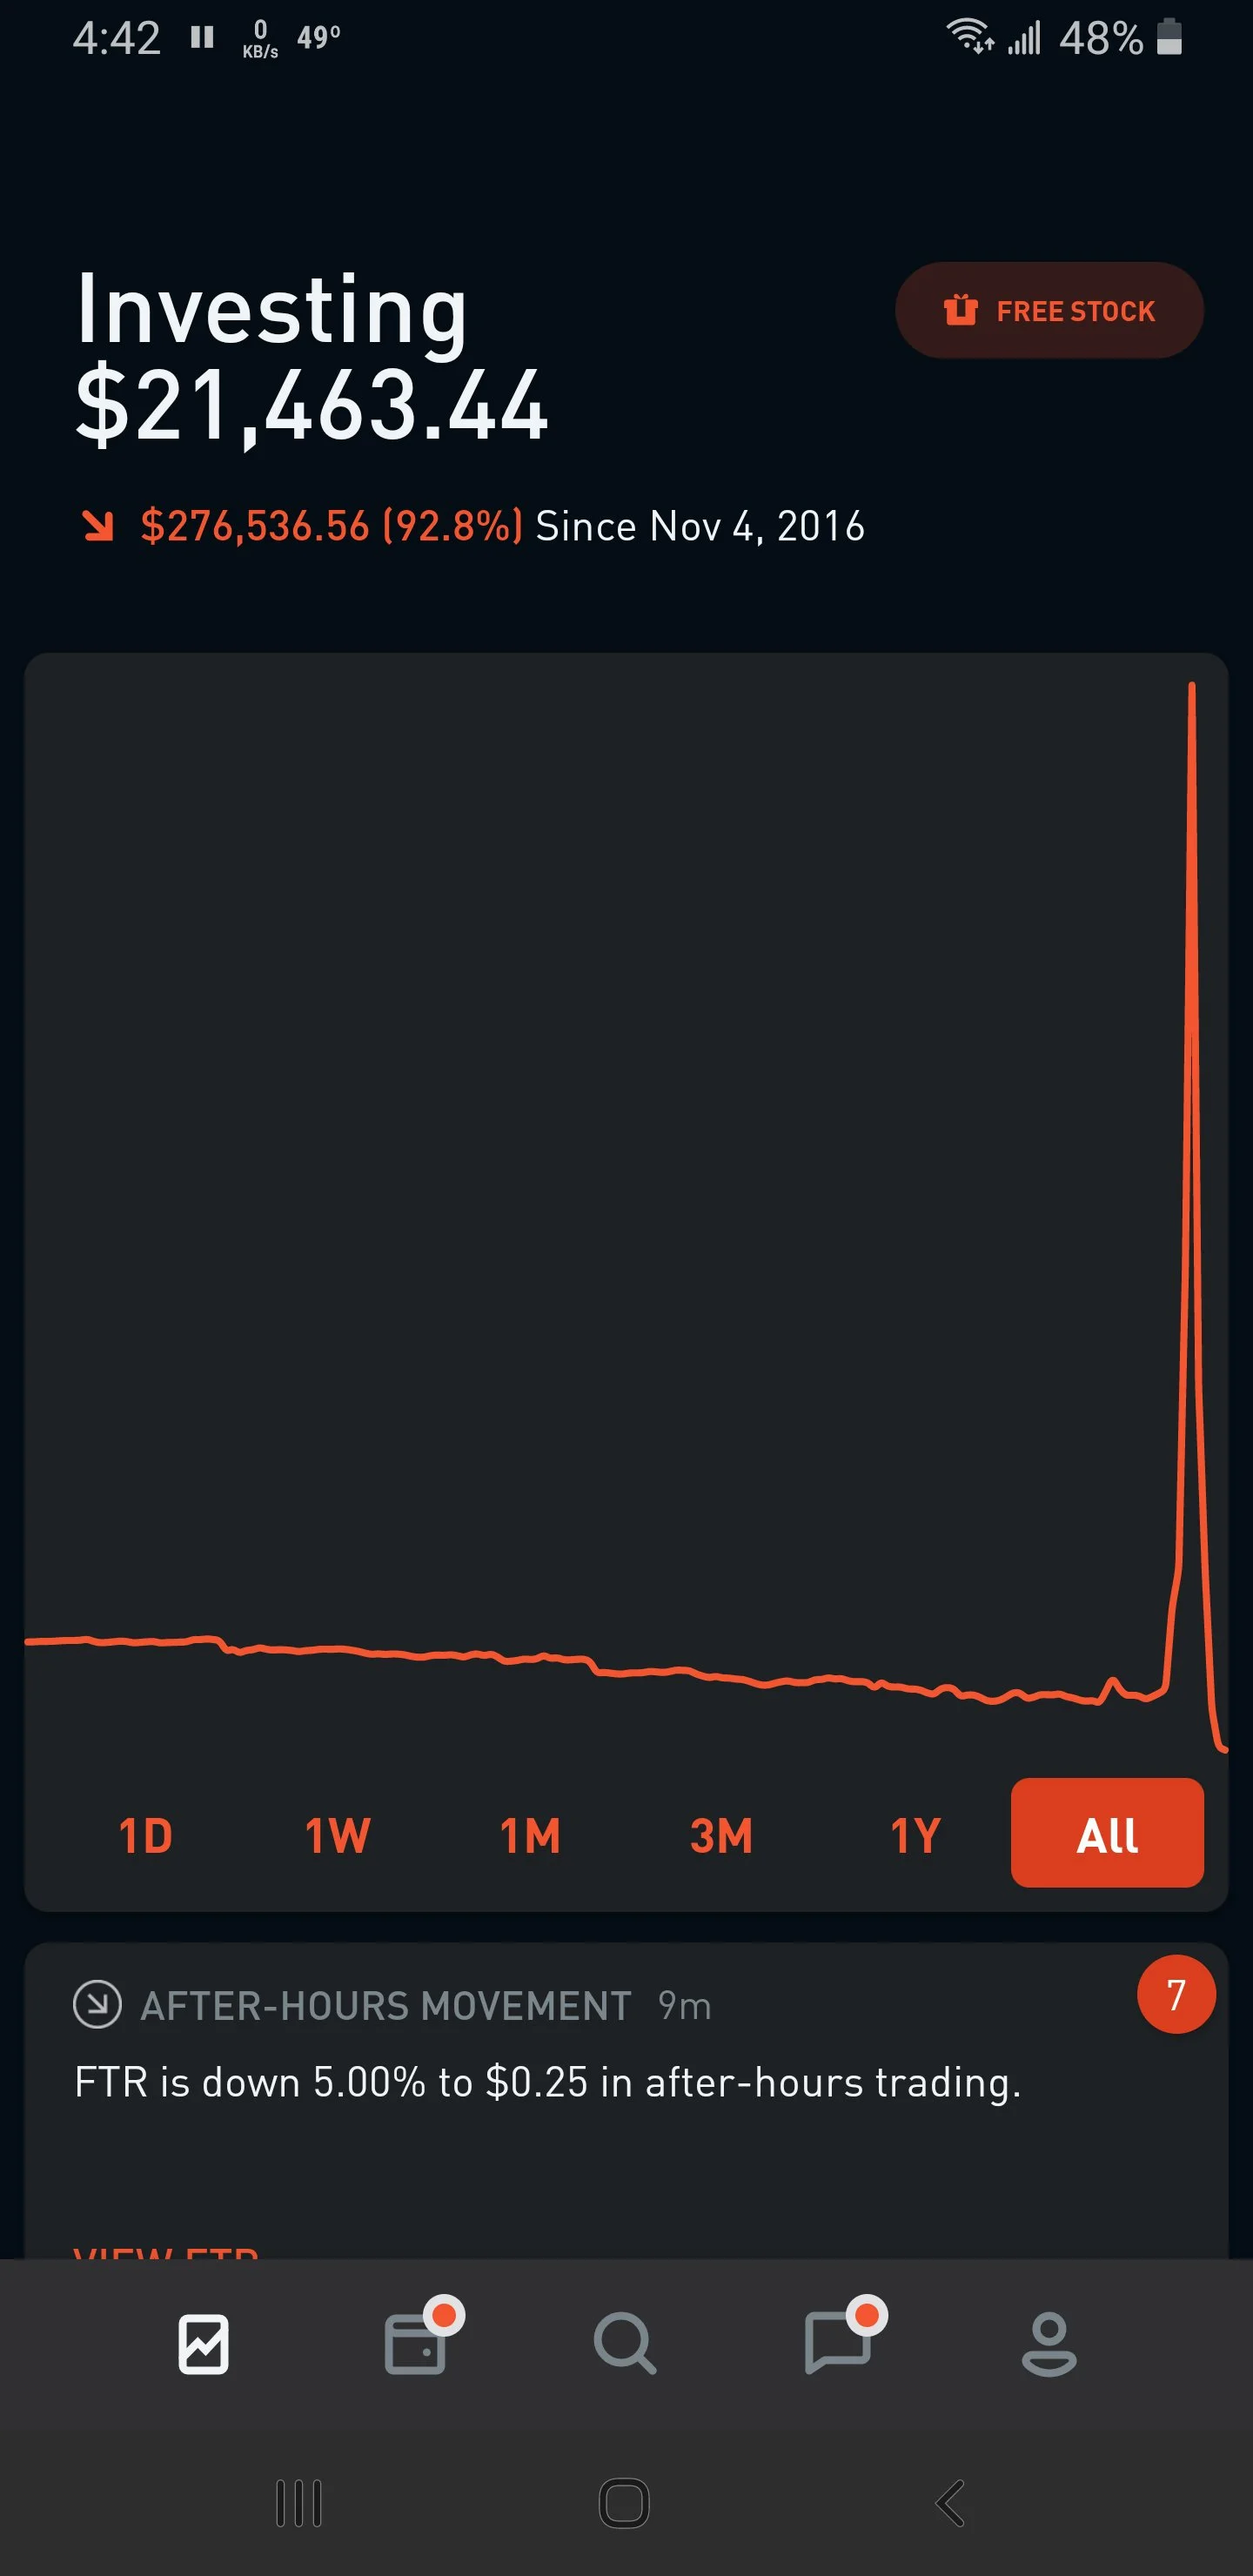 4:42 0 KB/s 49° 48%
Investing
$21,463.44
FREE STOCK
$276,536.56 (92.8%) Since Nov 4, 2016
1D 1W 1M 3M 1Y All
AFTER-HOURS MOVEMENT 9m
7
FTR is down 5.00% to $0.25 in after-hours trading.
VIEW FTR